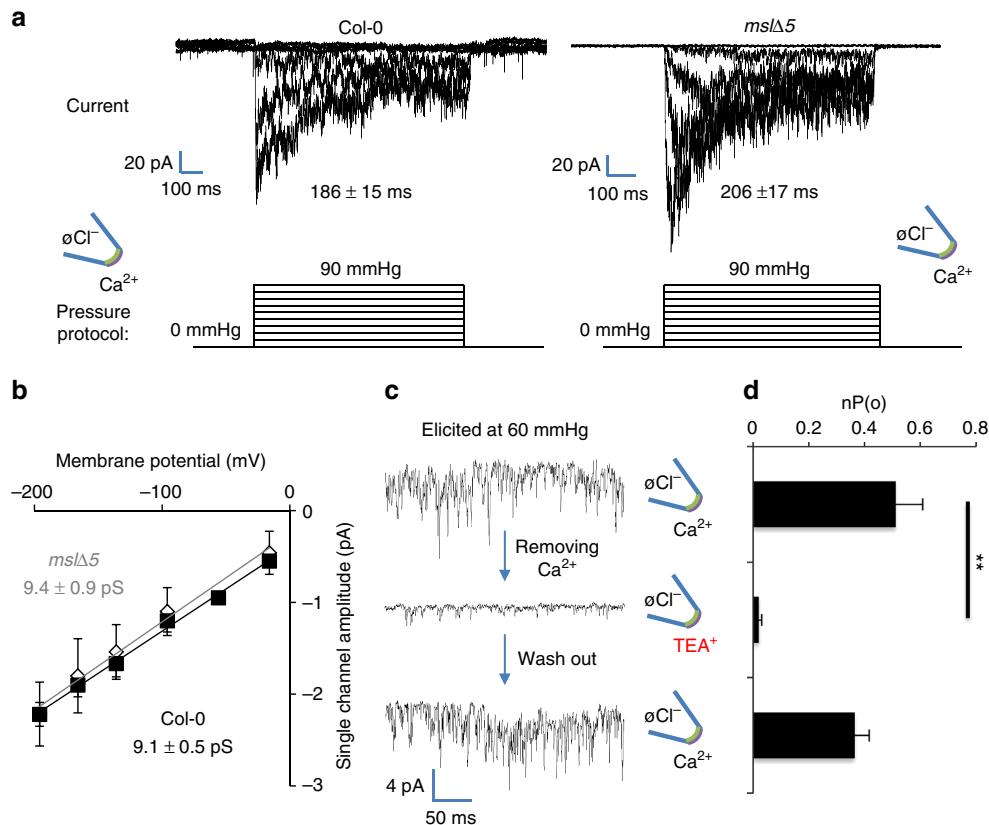 a
Col-0
mslΔ5
Current
20 pA
100 ms
186 ± 15 ms
20 pA
100 ms
206 ±17 ms
øCl⁻
Ca²⁺
øCl⁻
Ca²⁺
Pressure
protocol:
90 mmHg
0 mmHg
90 mmHg
0 mmHg
b
Membrane potential (mV)
–200
–100
0
0
–1
–2
–3
Single channel amplitude (pA)
mslΔ5
9.4 ± 0.9 pS
Col-0
9.1 ± 0.5 pS
c
Elicited at 60 mmHg
øCl⁻
Ca²⁺
Removing
Ca²⁺
øCl⁻
TEA⁺
Wash out
øCl⁻
Ca²⁺
4 pA
50 ms
d
nP(o)
0 0.2 0.4 0.6 0.8
**